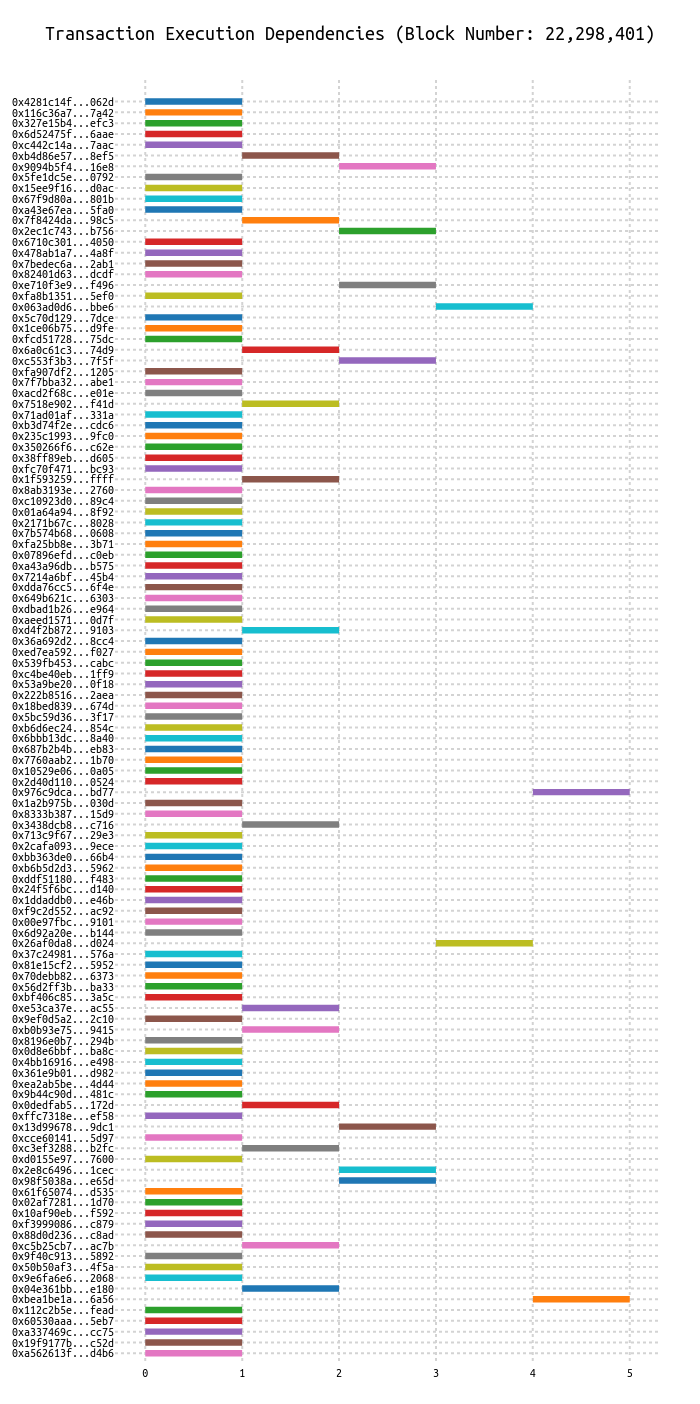 Transaction Execution Dependencies (Block Number: 22,298,401)
0x4281c14f...062d
0x116c36a7...7a42
0x327e15b4...efc3
0x6d52475f...6aae
0xc442c14a...7aac
0xb4d86e57...8ef5
0x9094b5f4...16e8
0x5fe1dc5e...0792
0x15ee9f16...d0ac
0x67f9d80a...801b
0xa43e67ea...5fa0
0x7f8424da...98c5
0x2ec1c743...b756
0x6710c301...4050
0x478ab1a7...4a8f
0x7bedec6a...2ab1
0x82401d63...dcdf
0xe710f3e9...f496
0xfa8b1351...5ef0
0x063ad0d6...bbe6
0x5c70d129...7dce
0x1ce06b75...d9fe
0xfcd51728...75dc
0x6a0c61c3...74d9
0xc553f3b3...7f5f
0xfa907df2...1205
0x7f7bba32...abe1
0xacd2f68c...e01e
0x7518e902...f41d
0x71ad01af...331a
0xb3d74f2e...cdc6
0x235c1993...9fc0
0x350266f6...c62e
0x38ff89eb...d605
0xfc70f471...bc93
0x1f593259...ffff
0x8ab3193e...2760
0xc10923d0...89c4
0x01a64a94...8f92
0x2171b67c...8028
0x7b574b68...0608
0xfa25bb8e...3b71
0x07896efd...c0eb
0xa43a96db...b575
0x7214a6bf...45b4
0xdda76cc5...6f4e
0x649b621c...6303
0xdbad1b26...e964
0xaeed1571...0d7f
0xd4f2b872...9103
0x36a692d2...8cc4
0xed7ea592...f027
0x539fb453...cabc
0xc4be40eb...1ff9
0x53a9be20...0f18
0x222b8516...2aea
0x18bed839...674d
0x5bc59d36...3f17
0xb6d6ec24...854c
0x6bbb13dc...8a40
0x687b2b4b...eb83
0x7760aab2...1b70
0x10529e06...0a05
0x2d40d110...0524
0x976c9dca...bd77
0x1a2b975b...030d
0x8333b387...15d9
0x3438dcb8...c716
0x713c9f67...29e3
0x2cafa093...9ece
0xbb363de0...66b4
0xb6b5d2d3...5962
0xddf51180...f483
0x24f5f6bc...d140
0x1ddaddb0...e46b
0xf9c2d552...ac92
0x00e97fbc...9101
0x6d92a20e...b144
0x26af0da8...d024
0x37c24981...576a
0x81e15cf2...5952
0x70debb82...6373
0x56d2ff3b...ba33
0xbf406c85...3a5c
0xe53ca37e...ac55
0x9ef0d5a2...2c10
0xb0b93e75...9415
0x8196e0b7...294b
0x0d8e6bbf...ba8c
0x4bb16916...e498
0x361e9b01...d982
0xea2ab5be...4d44
0x9b44c90d...481c
0x0dedfab5...172d
0xffc7318e...ef58
0x13d99678...9dc1
0xcce60141...5d97
0xc3ef3288...b2fc
0xd0155e97...7600
0x2e8c6496...1cec
0x98f5038a...e65d
0x61f65074...d535
0x02af7281...1d70
0x10af90eb...f592
0xf3999086...c879
0x88d0d236...c8ad
0xc5b25cb7...ac7b
0x9f40c913...5892
0x50b50af3...4f5a
0x9e6fa6e6...2068
0x04e361bb...e180
0xbea1be1a...6a56
0x112c2b5e...fead
0x60530aaa...5eb7
0xa337469c...cc75
0x19f9177b...c52d
0xa562613f...d4b6
0 1 2 3 4 5